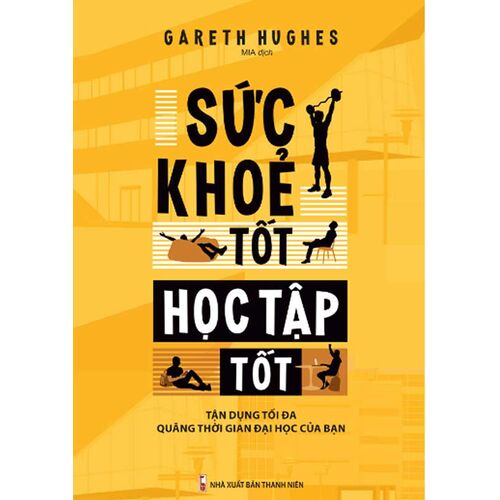 GARETH HUGHES
MIA dịch
SỨC
KHOẺ
TỐT
HỌC TẬP
TỐT
TẬN DỤNG TỐI ĐA
QUÃNG THỜI GIAN ĐẠI HỌC CỦA BẠN
NHÀ XUẤT BẢN THANH NIÊN